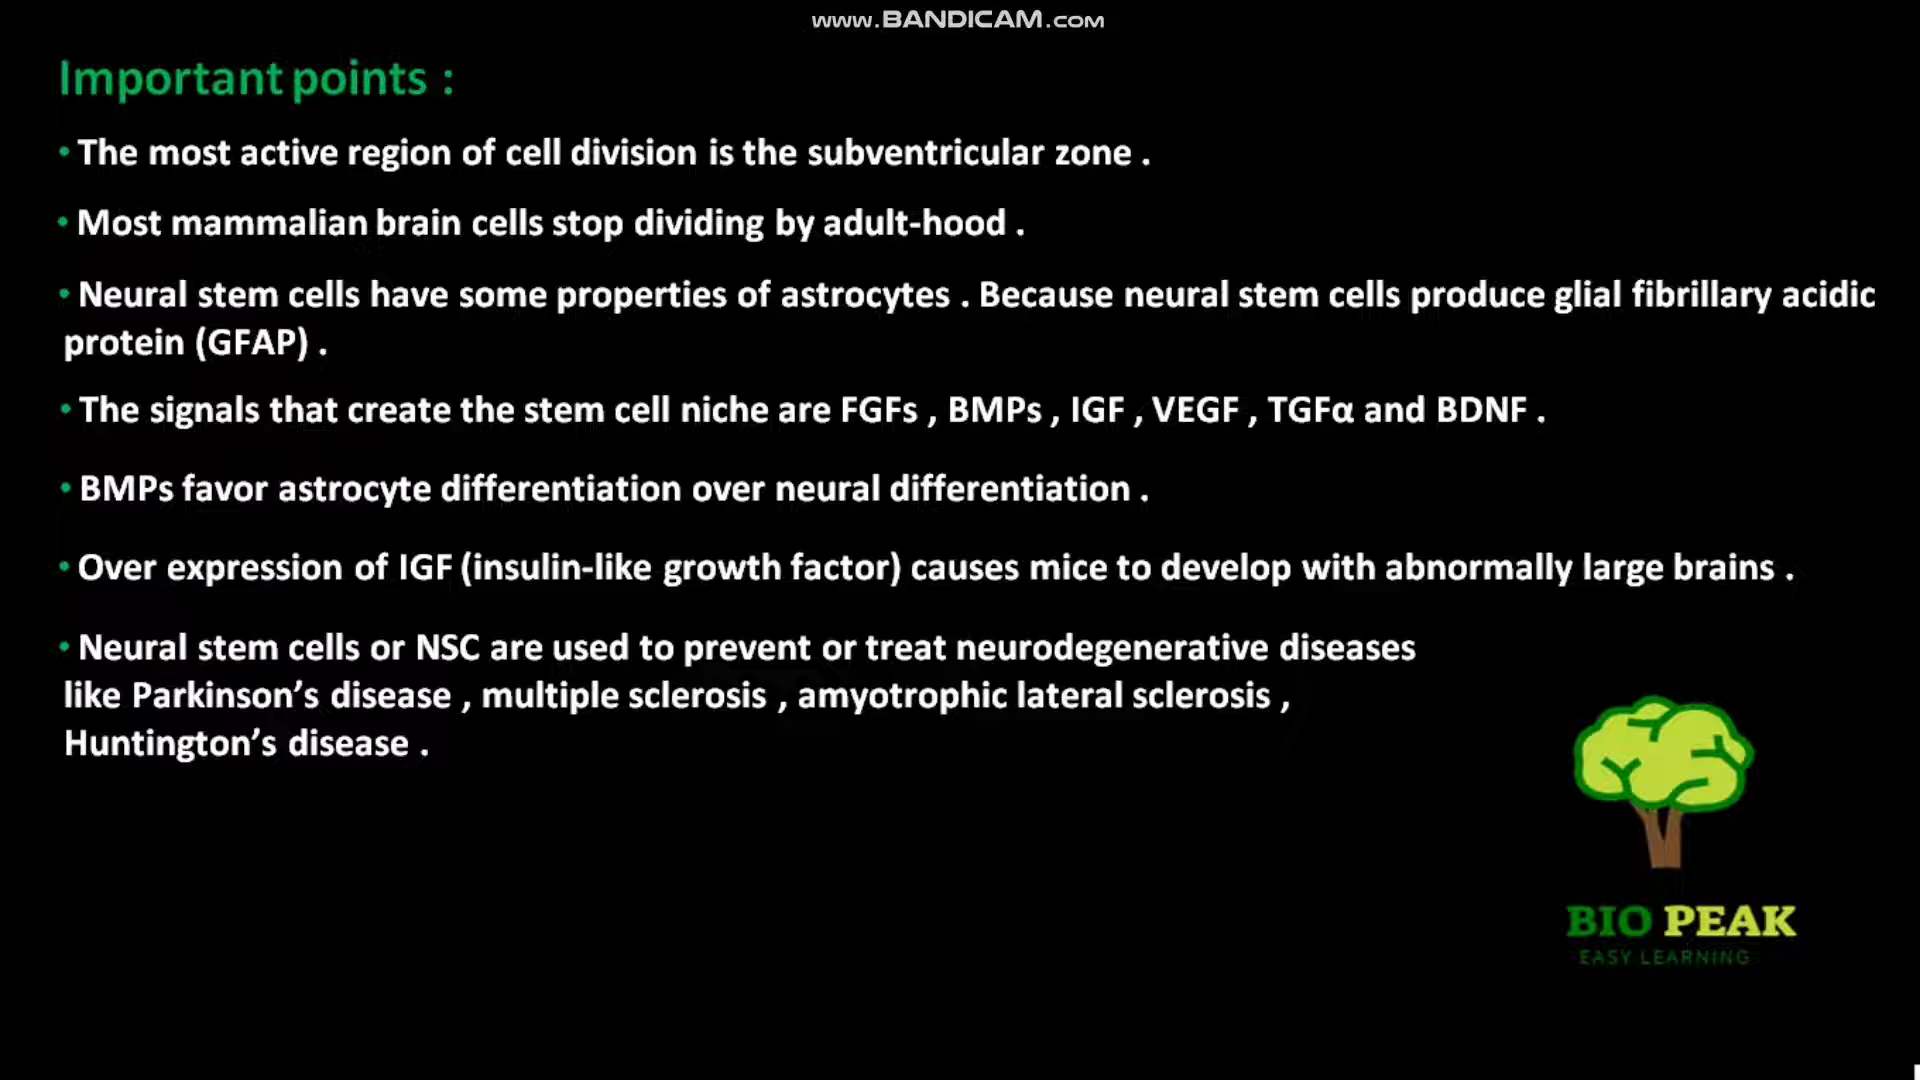 www.BANDICAM.com
Important points :
• The most active region of cell division is the subventricular zone .
• Most mammalian brain cells stop dividing by adult-hood .
• Neural stem cells have some properties of astrocytes . Because neural stem cells produce glial fibrillary acidic
protein (GFAP) .
• The signals that create the stem cell niche are FGFs , BMPs , IGF , VEGF , TGFα and BDNF .
• BMPs favor astrocyte differentiation over neural differentiation .
• Over expression of IGF (insulin-like growth factor) causes mice to develop with abnormally large brains .
• Neural stem cells or NSC are used to prevent or treat neurodegenerative diseases
like Parkinson’s disease , multiple sclerosis , amyotrophic lateral sclerosis ,
Huntington’s disease .
BIO PEAK
EASY LEARNING